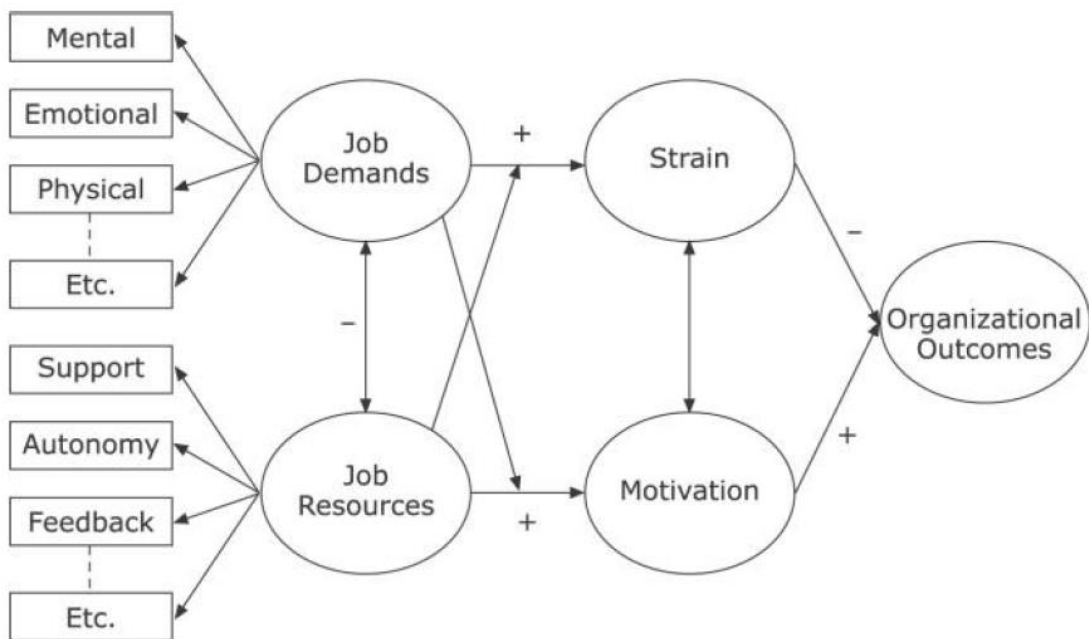 Mental
Emotional
Physical
Etc.
Support
Autonomy
Feedback
Etc.
Job
Demands
Job
Resources
+
–
+
Strain
Motivation
–
+
Organizational
Outcomes